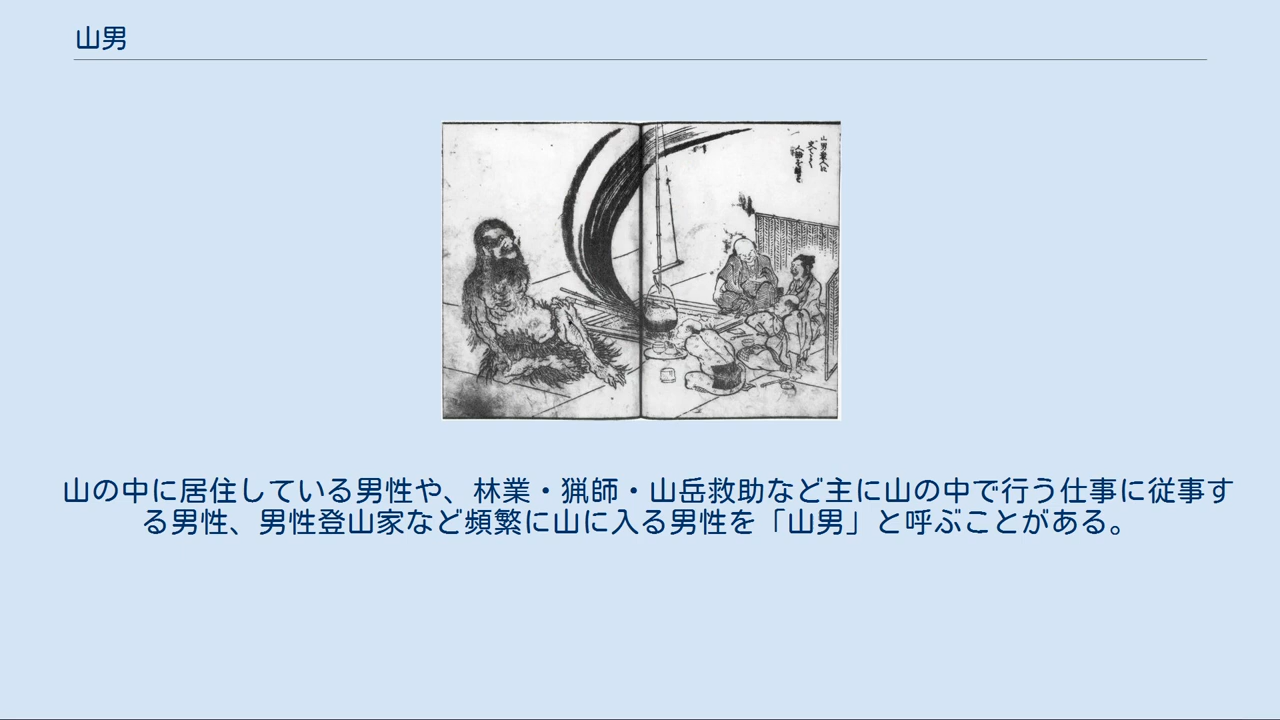 山男
山の中に居住している男性や、林業・猟師・山岳救助など主に山の中で行う仕事に従事す
る男性、男性登山家など頻繁に山に入る男性を「山男」と呼ぶことがある。